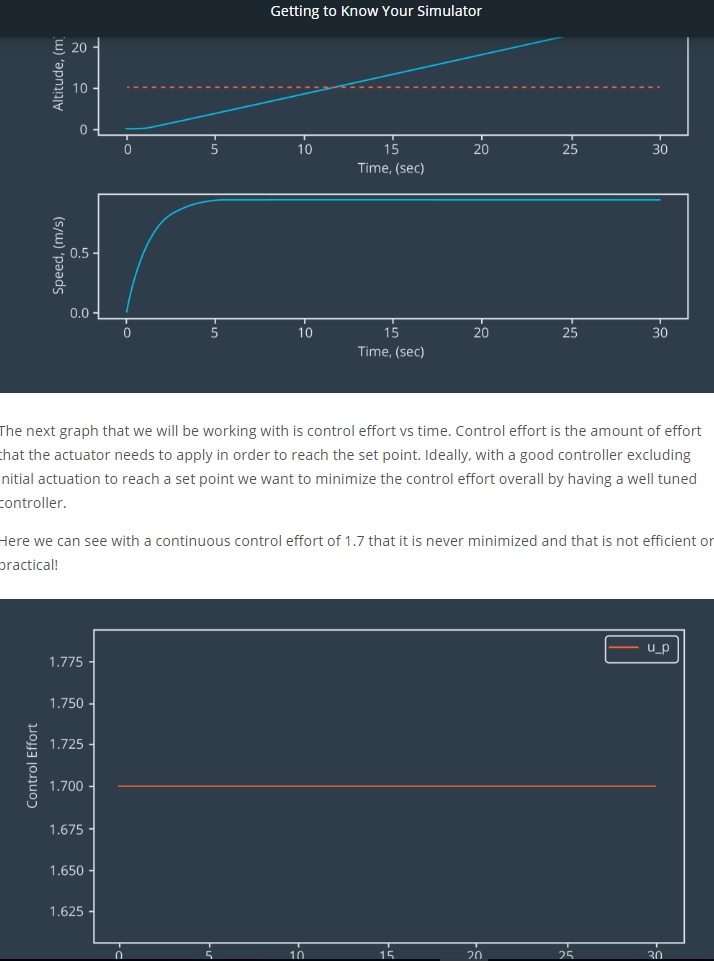 Getting to Know Your Simulator
Altitude, (m)
20
10
0
0 5 10 15 20 25 30
Time, (sec)
Speed, (m/s)
0.5
0.0
0 5 10 15 20 25 30
Time, (sec)
The next graph that we will be working with is control effort vs time. Control effort is the amount of effort
that the actuator needs to apply in order to reach the set point. Ideally, with a good controller excluding
initial actuation to reach a set point we want to minimize the control effort overall by having a well tuned
controller.
Here we can see with a continuous control effort of 1.7 that it is never minimized and that is not efficient or
practical!
u_p
Control Effort
1.775
1.750
1.725
1.700
1.675
1.650
1.625
0 5 10 15 20 25 30